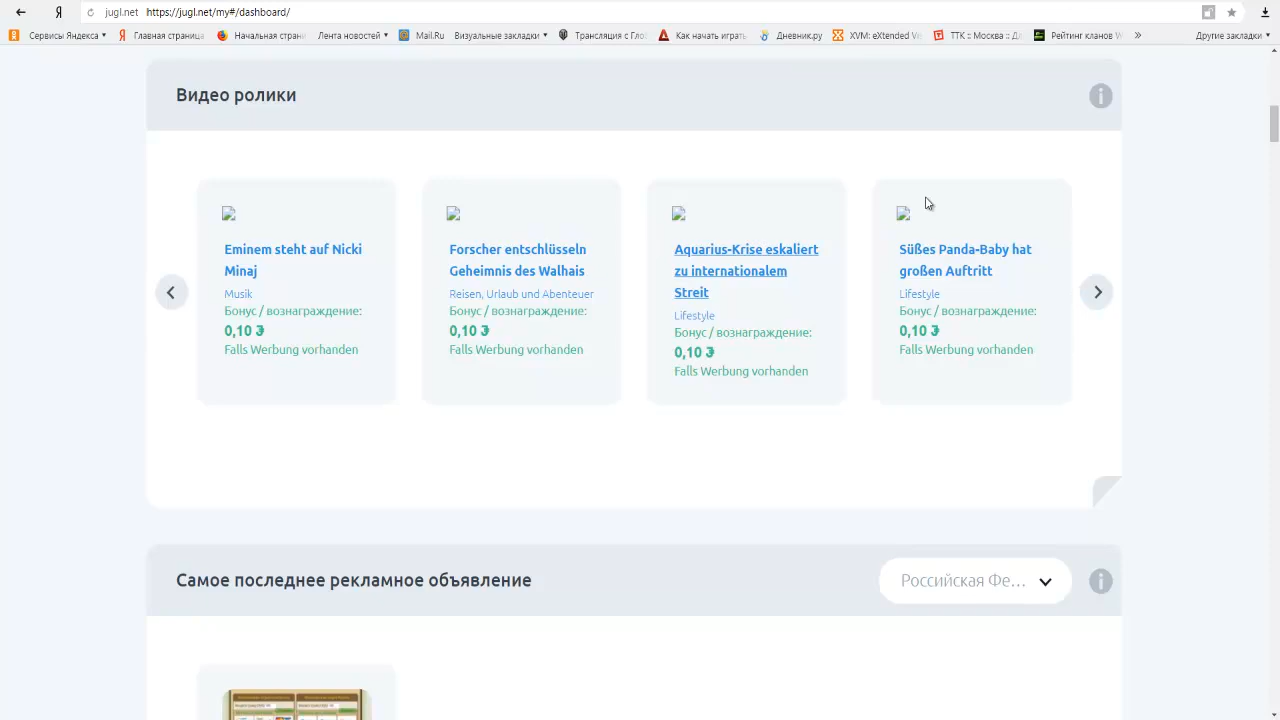 jugl.net https://jugl.net/my#/dashboard/
Сервисы Яндекса Главная страница Начальная стран Лента новостей Mail.Ru Визуальные закладки Трансляция с Гло Как начать играть Дневник.ру XVM: eXtended Ve ТТК :: Москва :: Д Рейтинг кланов W » Другие закладки
Видео ролики
Eminem steht auf Nicki
Minaj
Musik
Бонус / вознаграждение:
0,10
Falls Werbung vorhanden
Forscher entschlüsseln
Geheimnis des Walhais
Reisen, Urlaub und Abenteuer
Бонус / вознаграждение:
0,10
Falls Werbung vorhanden
Aquarius-Krise eskaliert
zu internationalem
Streit
Lifestyle
Бонус / вознаграждение:
0,10
Falls Werbung vorhanden
Süßes Panda-Baby hat
großen Auftritt
Lifestyle
Бонус / вознаграждение:
0,10
Falls Werbung vorhanden
Самое последнее рекламное объявление
Российская Фе...